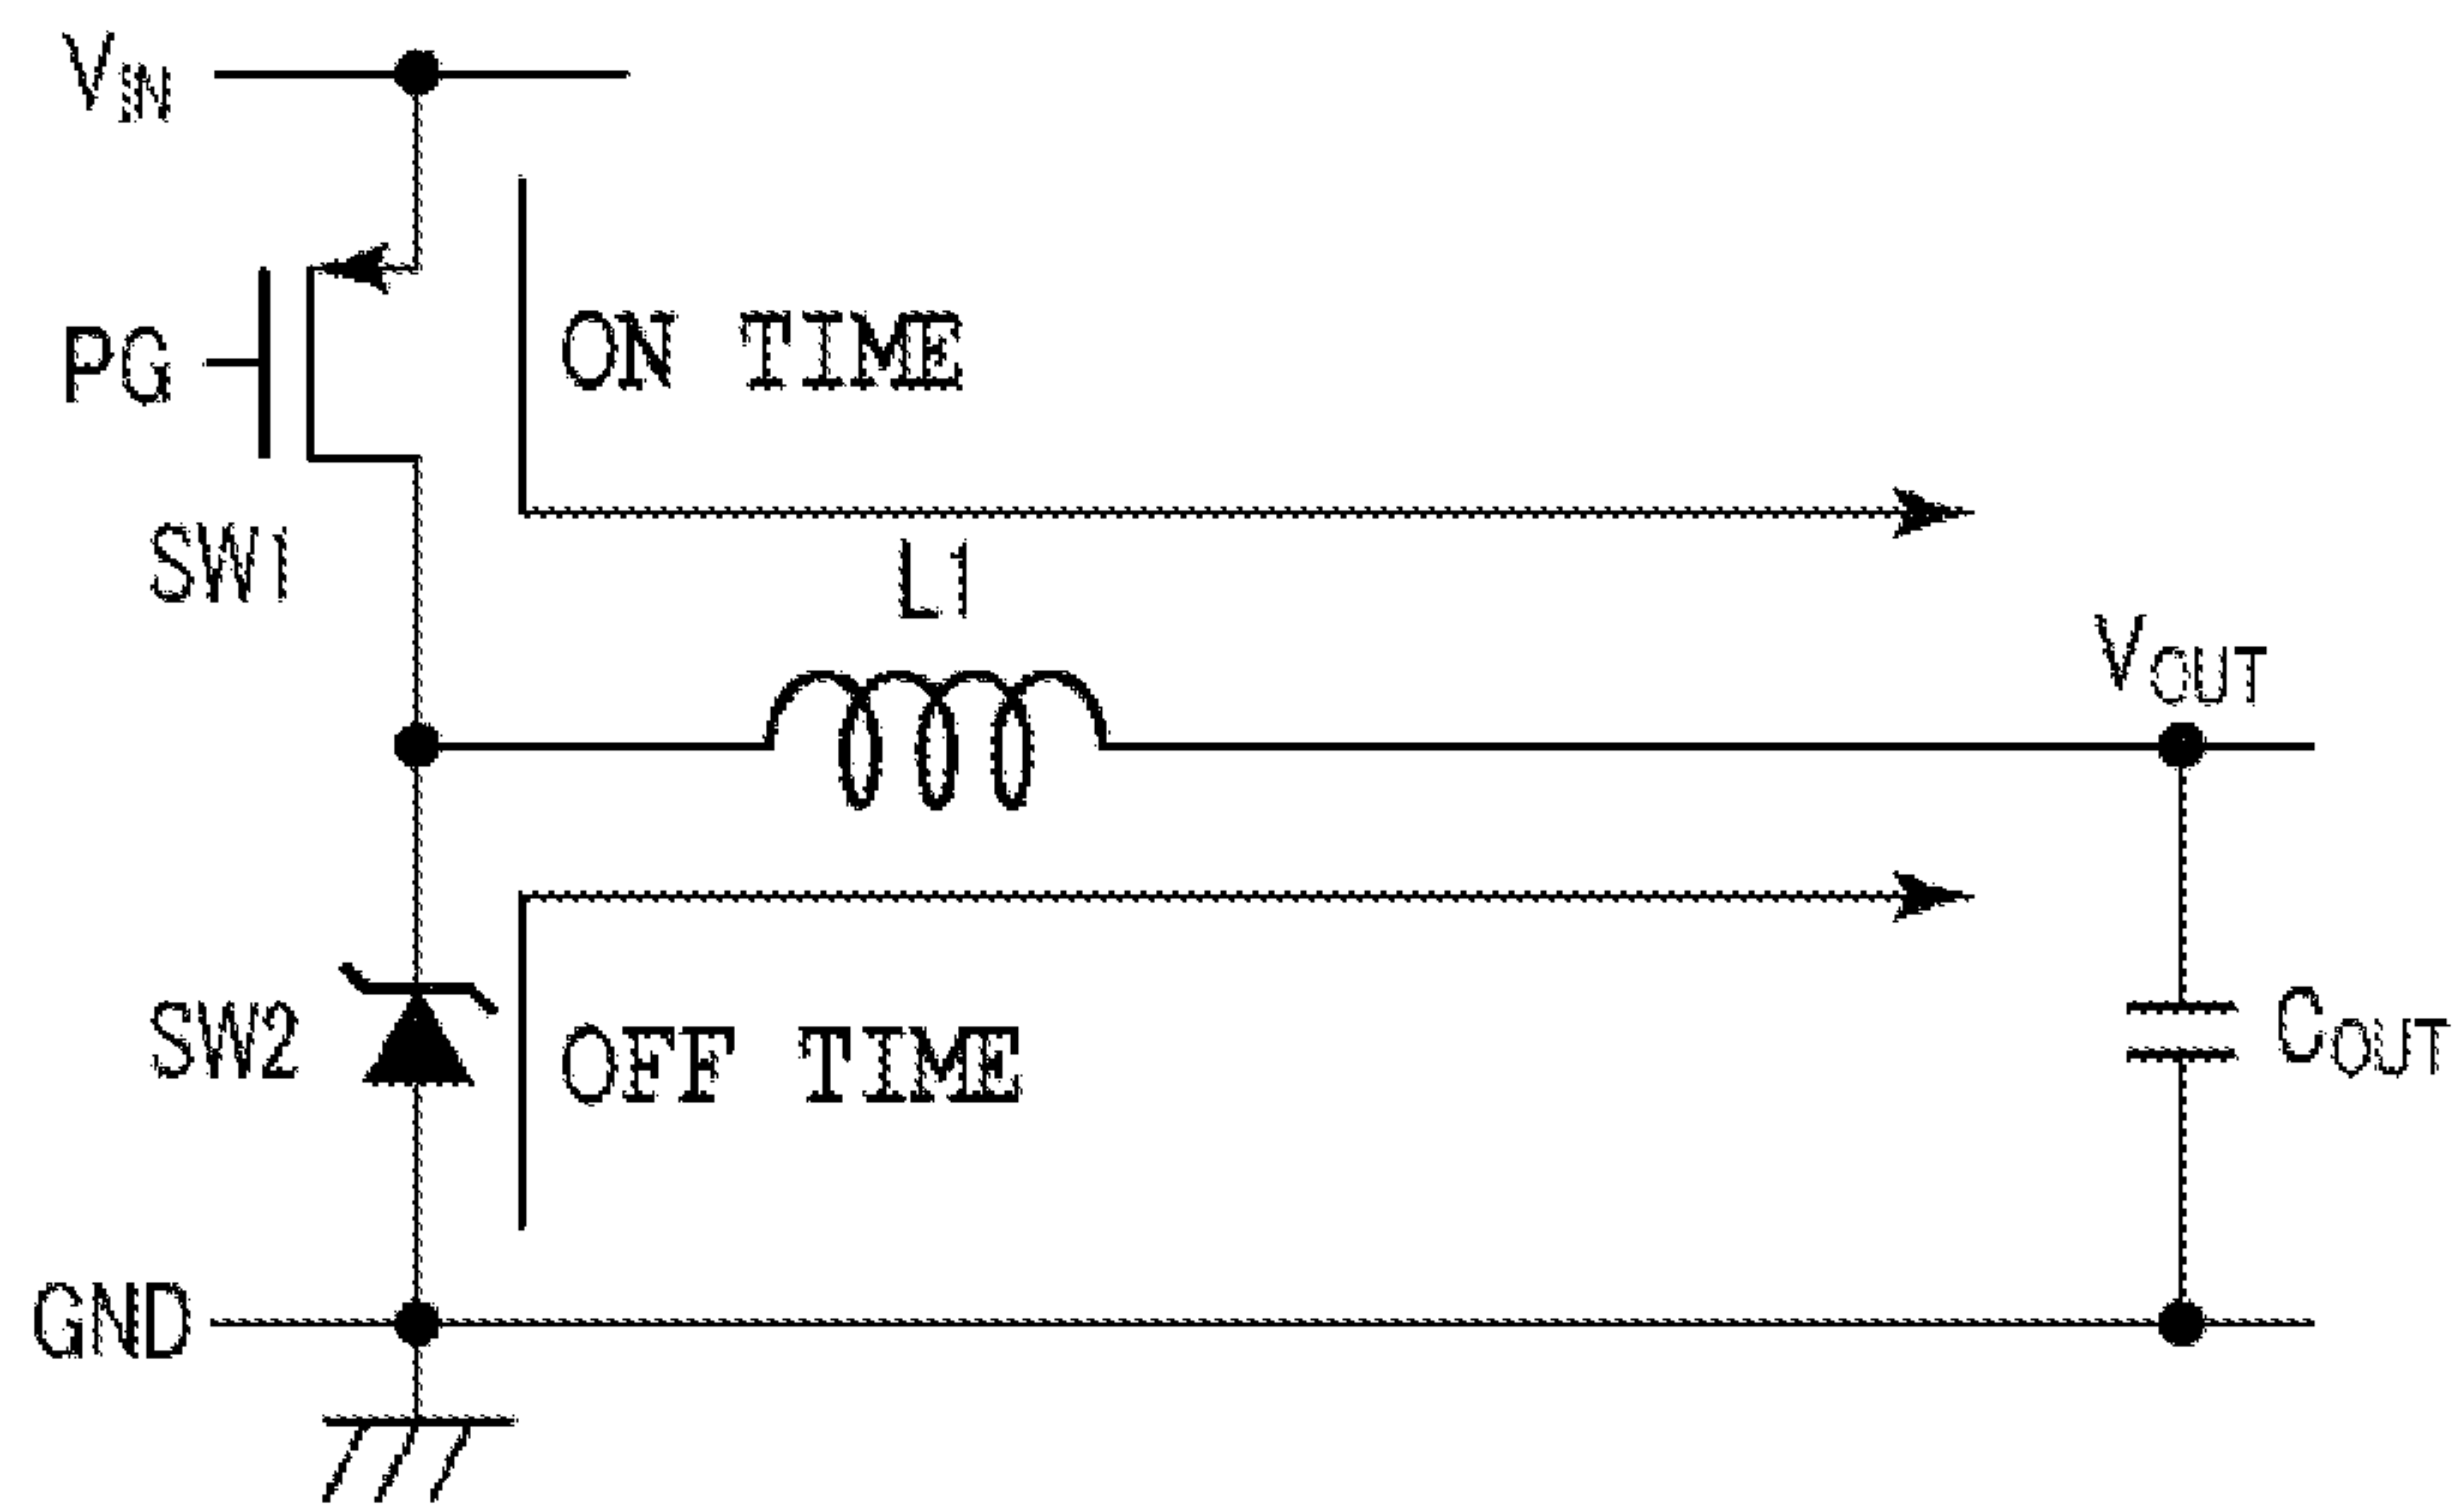 VIN
PG
ON TIME
SW1
L1
VOUT
SW2
OFF TIME
COUT
GND